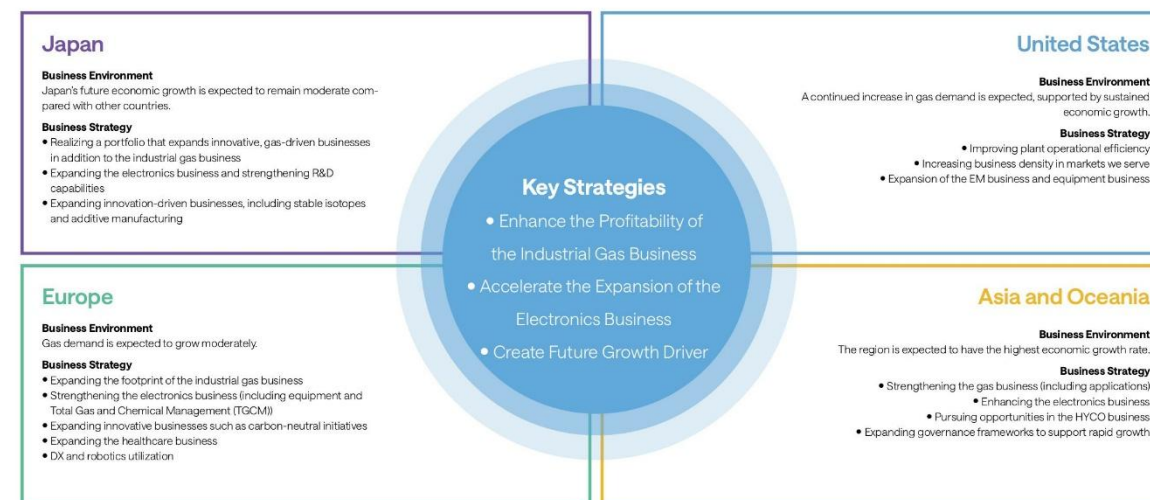 Japan
Business Environment
Japan's future economic growth is expected to remain moderate com-
pared with other countries.
Business Strategy
• Realizing a portfolio that expands innovative, gas-driven businesses
in addition to the industrial gas business
• Expanding the electronics business and strengthening R&D
capabilities
• Expanding innovation-driven businesses, including stable isotopes
and additive manufacturing
United States
Business Environment
A continued increase in gas demand is expected, supported by sustained
economic growth.
Business Strategy
• Improving plant operational efficiency
• Increasing business density in markets we serve
• Expansion of the EM business and equipment business
Key Strategies
• Enhance the Profitability of
the Industrial Gas Business
• Accelerate the Expansion of the
Electronics Business
• Create Future Growth Driver
Europe
Business Environment
Gas demand is expected to grow moderately.
Business Strategy
• Expanding the footprint of the industrial gas business
• Strengthening the electronics business (including equipment and
Total Gas and Chemical Management (TGCM))
• Expanding innovative businesses such as carbon-neutral initiatives
• Expanding the healthcare business
• DX and robotics utilization
Asia and Oceania
Business Environment
The region is expected to have the highest economic growth rate.
Business Strategy
• Strengthening the gas business (including applications)
• Enhancing the electronics business
• Pursuing opportunities in the HYCO business
• Expanding governance frameworks to support rapid growth